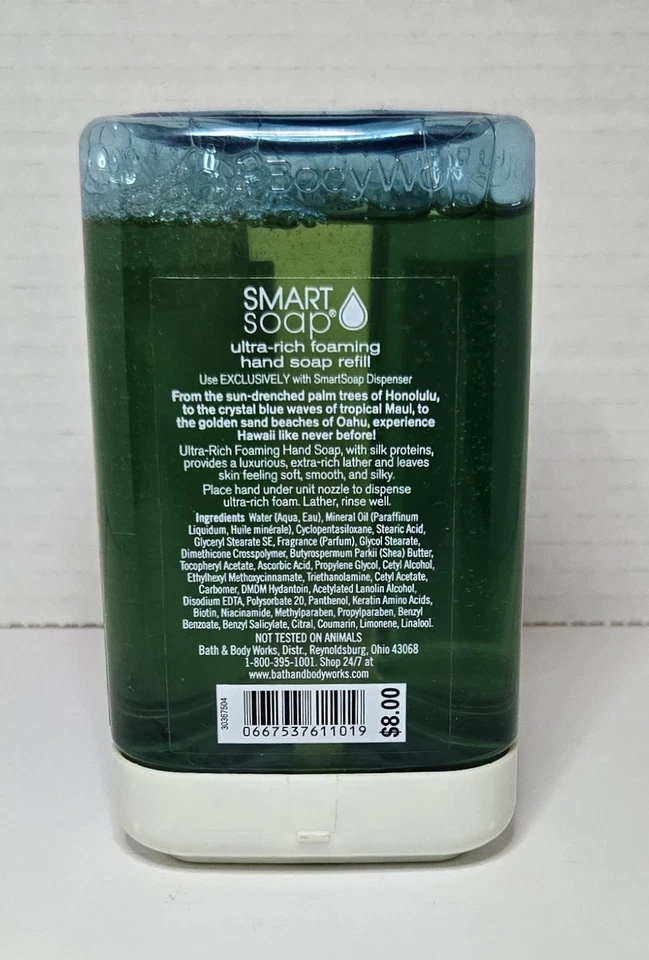 BodyWo
SMART
soap®
ultra-rich foaming
hand soap refill
Use EXCLUSIVELY with SmartSoap Dispenser
From the sun-drenched palm trees of Honolulu,
to the crystal blue waves of tropical Maui, to
the golden sand beaches of Oahu, experience
Hawaii like never before!
Ultra-Rich Foaming Hand Soap, with silk proteins,
provides a luxurious, extra-rich lather and leaves
skin feeling soft, smooth, and silky.
Place hand under unit nozzle to dispense
ultra-rich foam. Lather, rinse well.
Ingredients Water (Aqua, Eau), Mineral Oil (Paraffinum
Liquidum, Huile minérale), Cyclopentasiloxane, Stearic Acid,
Glyceryl Stearate SE, Fragrance (Parfum), Glycol Stearate,
Dimethicone Crosspolymer, Butyrospermum Parkii (Shea) Butter,
Tocopheryl Acetate, Ascorbic Acid, Propylene Glycol, Cetyl Alcohol,
Ethylhexyl Methoxycinnamate, Triethanolamine, Cetyl Acetate,
Carbomer, DMDM Hydantoin, Acetylated Lanolin Alcohol,
Disodium EDTA, Polysorbate 20, Panthenol, Keratin Amino Acids,
Biotin, Niacinamide, Methylparaben, Propylparaben, Benzyl
Benzoate, Benzyl Salicylate, Citral, Coumarin, Limonene, Linalool.
NOT TESTED ON ANIMALS
Bath & Body Works, Distr., Reynoldsburg, Ohio 43068
1-800-395-1001. Shop 24/7 at
www.bathandbodyworks.com
30367504
0667537611019
$8.00